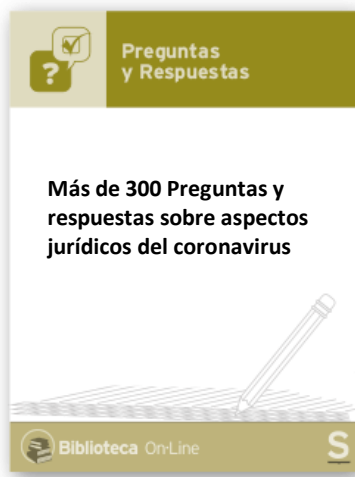 ?
Preguntas
y Respuestas
Más de 300 Preguntas y
respuestas sobre aspectos
jurídicos del coronavirus
Biblioteca On-Line
S